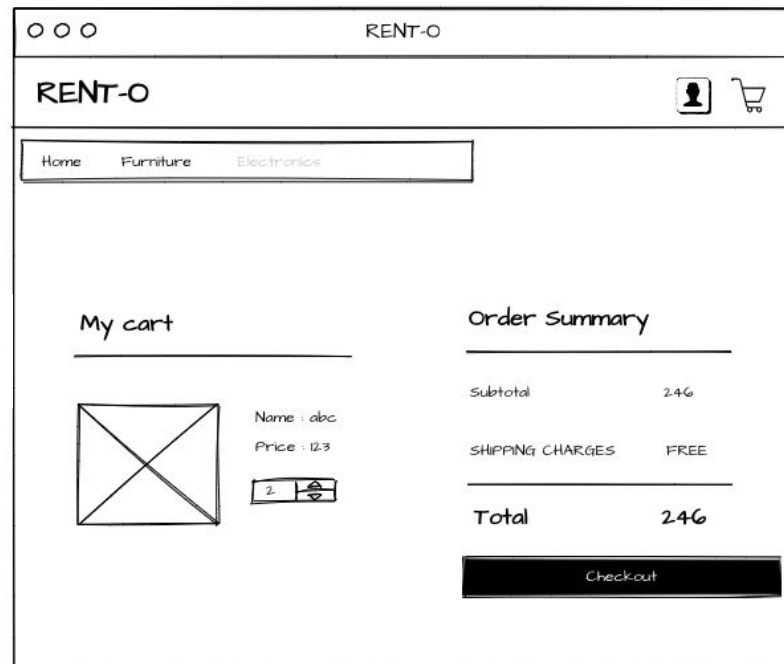 RENT-O
RENT-O
Home Furniture Electronics
My cart
Name : abc
Price : 123
2
Order Summary
Subtotal 246
SHIPPING CHARGES FREE
Total 246
Checkout